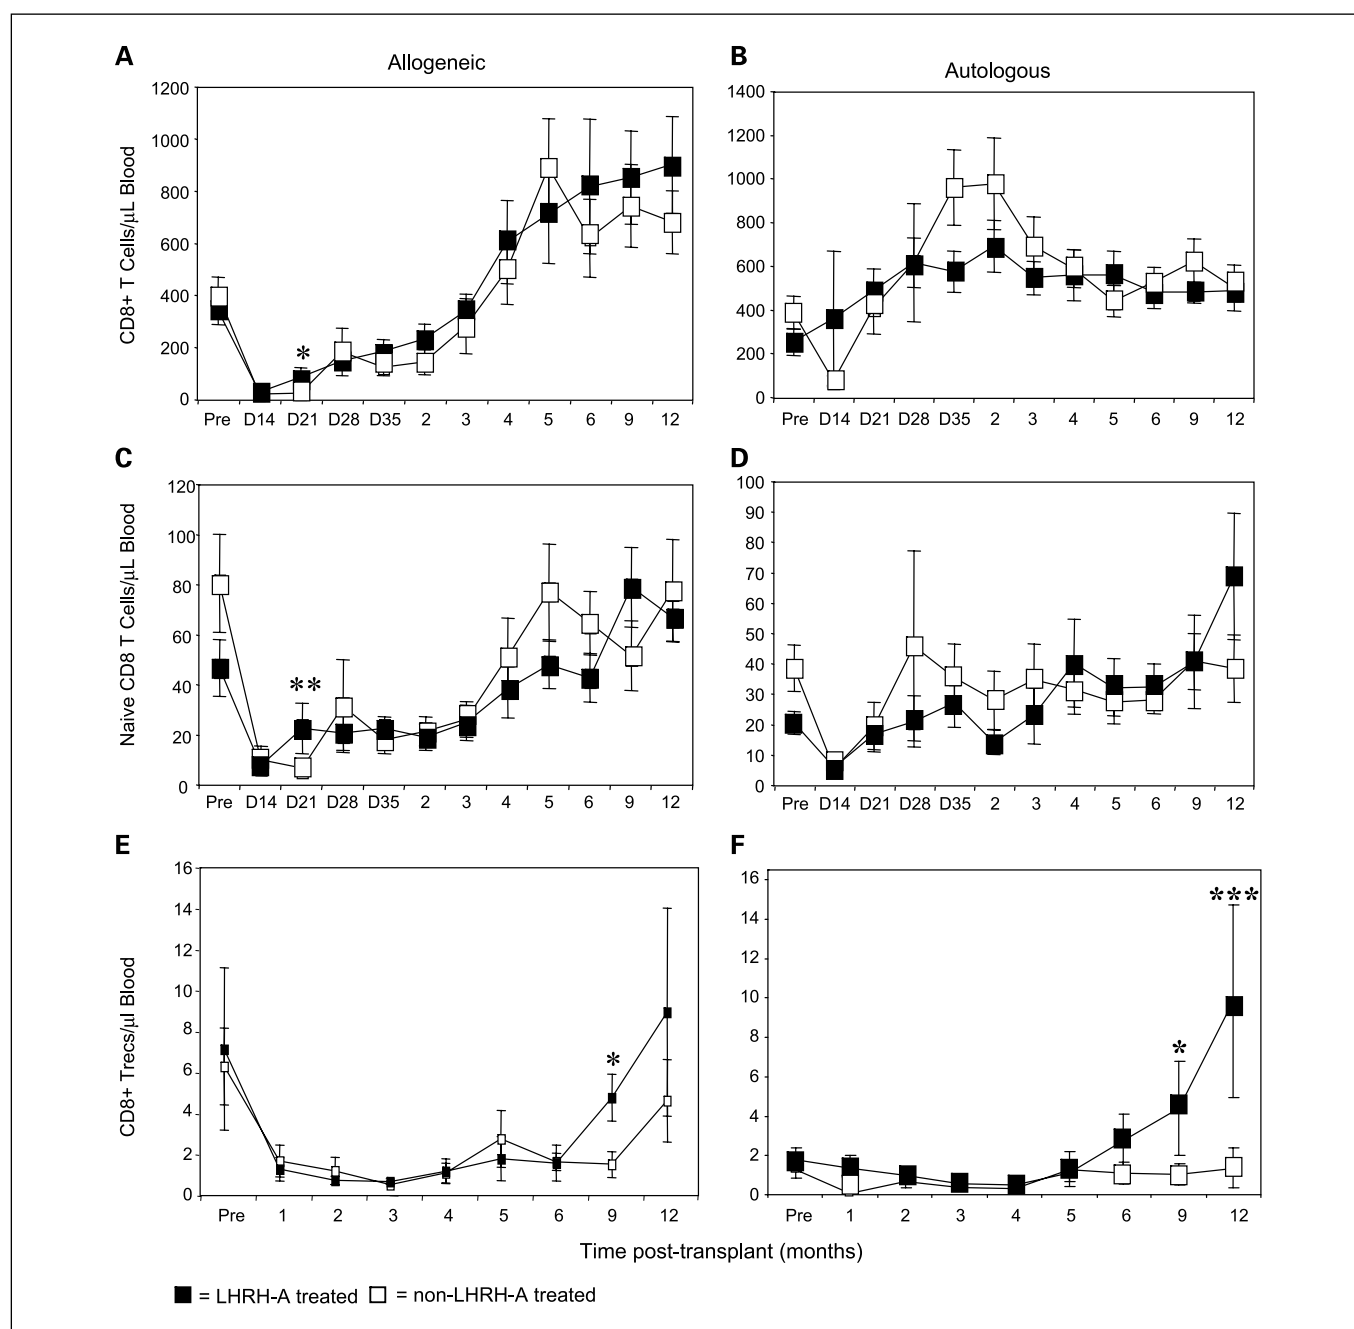 A
Allogeneic
CD8+ T Cells/µL Blood
1200
1000
800
600
400
200
0
*
Pre D14 D21 D28 D35 2 3 4 5 6 9 12
B
Autologous
1400
1200
1000
800
600
400
200
0
Pre D14 D21 D28 D35 2 3 4 5 6 9 12
C
Naive CD8 T Cells/µL Blood
120
100
80
60
40
20
0
**
Pre D14 D21 D28 D35 2 3 4 5 6 9 12
D
100
90
80
70
60
50
40
30
20
10
0
Pre D14 D21 D28 D35 2 3 4 5 6 9 12
E
CD8+ Trecs/µl Blood
16
14
12
10
8
6
4
2
0
*
Pre 1 2 3 4 5 6 9 12
F
16
14
12
10
8
6
4
2
0
*
***
Pre 1 2 3 4 5 6 9 12
Time post-transplant (months)
= LHRH-A treated = non-LHRH-A treated